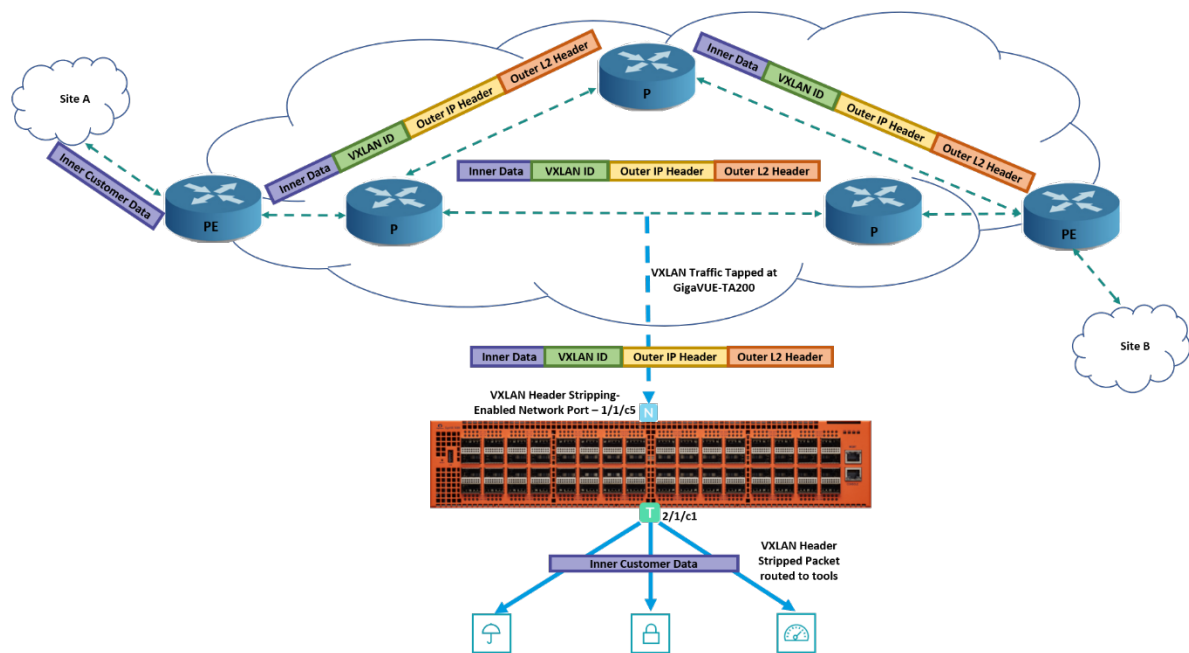 Inner Data VXLAN ID Outer IP Header Outer L2 Header
P
Inner Data VXLAN ID Outer IP Header Outer L2 Header
Site A
Inner Customer Data
PE
P
Inner Data VXLAN ID Outer IP Header Outer L2 Header
P
PE
VXLAN Traffic Tapped at
GigaVUE-TA200
Site B
Inner Data VXLAN ID Outer IP Header Outer L2 Header
VXLAN Header Stripping-
Enabled Network Port – 1/1/c5
N
T
2/1/c1
VXLAN Header
Stripped Packet
routed to tools
Inner Customer Data